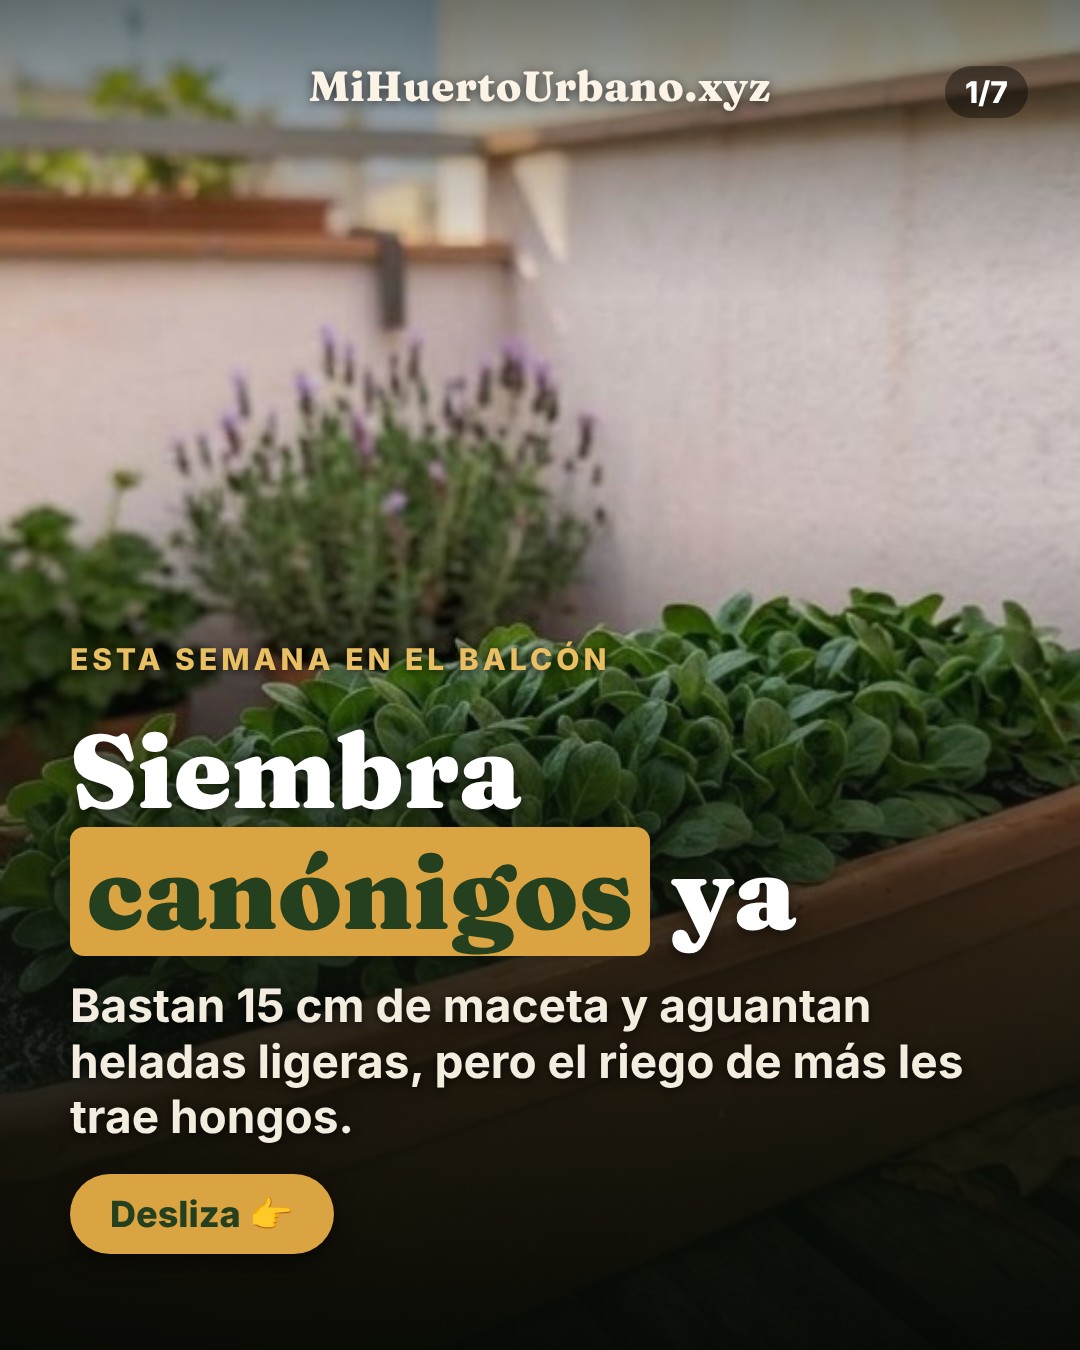 MiHuertoUrbano.xyz
1/7
ESTA SEMANA EN EL BALCÓN
Siembra
canónigos ya
Bastan 15 cm de maceta y aguantan
heladas ligeras, pero el riego de más les
trae hongos.
Desliza 👉